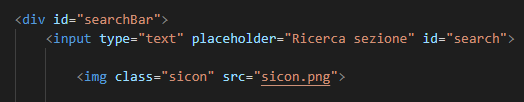 <div id="searchBar">
<input type="text" placeholder="Ricerca sezione" id="search">
<img class="sicon" src="sicon.png">